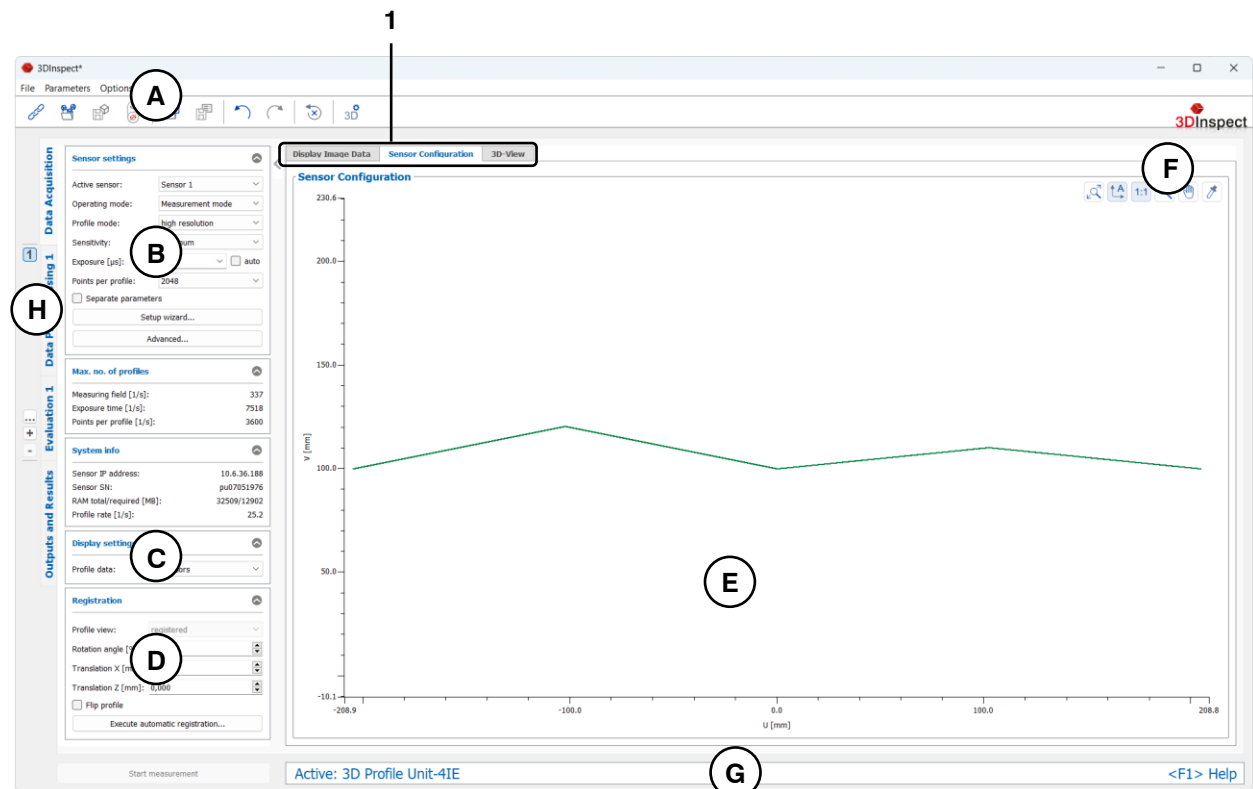 1
3DInspect*
File Parameters Options
A
3D
3DInspect
Data Acquisition
1
H
Evaluation 1
...
+
-
Outputs and Results
Sensor settings
Active sensor: Sensor 1
Operating mode: Measurement mode
Profile mode: high resolution
Sensitivity:
B
Exposure [µs]: auto
Points per profile: 2048
Separate parameters
Setup wizard...
Advanced...
Max. no. of profiles
Measuring field [1/s]: 337
Exposure time [1/s]: 7518
Points per profile [1/s]: 3600
System info
Sensor IP address: 10.6.36.188
Sensor SN: pu07051976
RAM total/required [MB]: 32509/12902
Profile rate [1/s]: 25.2
Display
C
Profile data:
Registration
Profile view: registered
Rotation angle
D
Translation X
Translation Z [mm]: 0,000
Flip profile
Execute automatic registration...
Start measurement
Display Image Data Sensor Configuration 3D-View
Sensor Configuration
F
A
1:1
230.6
200.0
150.0
V [mm]
100.0
50.0
E
-10.1
-208.9 -100.0 0.0 100.0 208.8
U [mm]
Active: 3D Profile Unit-4IE
G
<F1> Help